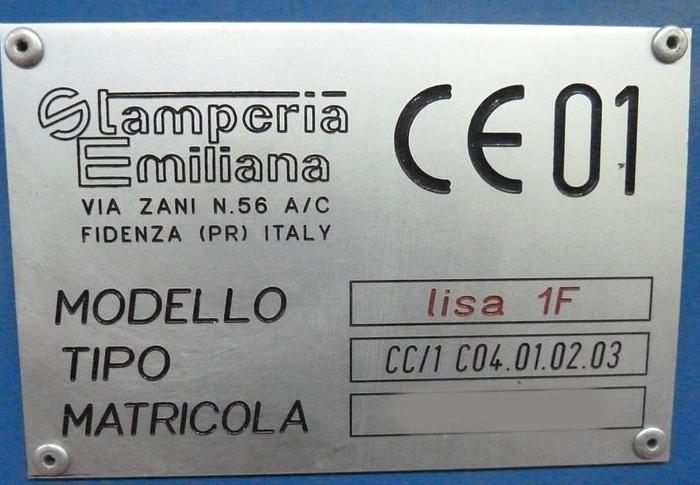 Stamperia
Emiliana
VIA ZANI N.56 A/C
FIDENZA (PR) ITALY
CE 01
MODELLO lisa 1F
TIPO CC/1 C04.01.02.03
MATRICOLA